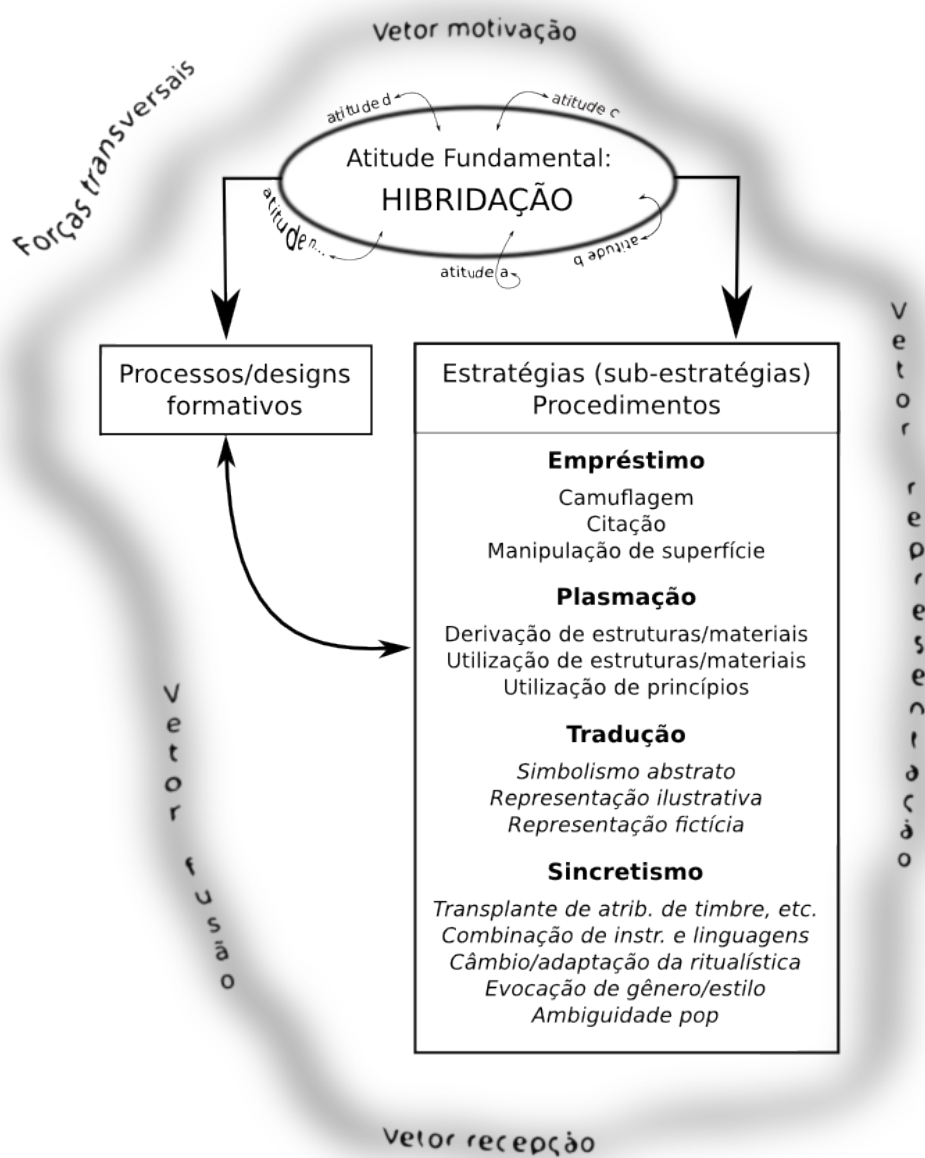 Vetor motivação
Forças transversais
atitude d
atitude c
Atitude Fundamental:
HIBRIDAÇÃO
atitude n...
atitude a
atitude b
Processos/designs
formativos
Estratégias (sub-estratégias)
Procedimentos
Empréstimo
Camuflagem
Citação
Manipulação de superfície
Plasmação
Derivação de estruturas/materiais
Utilização de estruturas/materiais
Utilização de princípios
Tradução
Simbolismo abstrato
Representação ilustrativa
Representação fictícia
Sincretismo
Transplante de atrib. de timbre, etc.
Combinação de instr. e linguagens
Câmbio/adaptação da ritualística
Evocação de gênero/estilo
Ambiguidade pop
Vetor representação
Vetor fusão
Vetor recepção